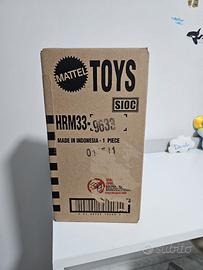 MATTEL
TOYS
SIOC
HRM33-9633
MADE IN INDONESIA - 1 PIECE
subito